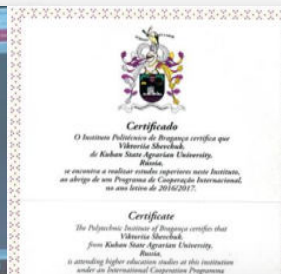 Certificado
O Instituto Politécnico de Bragança certifica que
Viktoriia Shevchuk,
de Kuban State Agrarian University,
Rússia,
se encontra a realizar estudos superiores neste Instituto,
ao abrigo de um Programa de Cooperação Internacional,
no ano letivo de 2016/2017.
Certificate
The Polytechnic Institute of Bragança certifies that
Viktoriia Shevchuk,
from Kuban State Agrarian University,
Russia,
is attending higher education studies at this institution
under an International Cooperation Programme